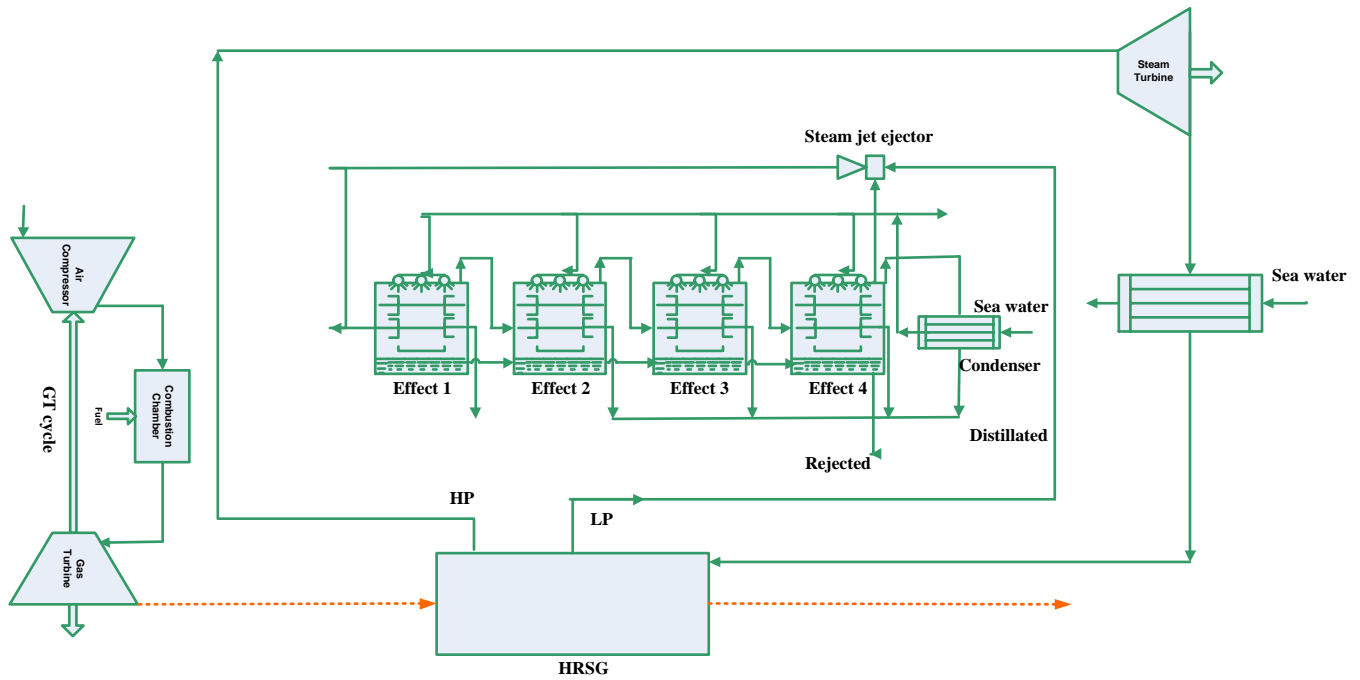 Steam
Turbine
Steam jet ejector
Air
Compressor
Sea water
Sea water
Condenser
Effect 1
Effect 2
Effect 3
Effect 4
GT cycle
Fuel
Combustion
Chamber
Distillated
Rejected
HP
LP
Gas
Turbine
HRSG